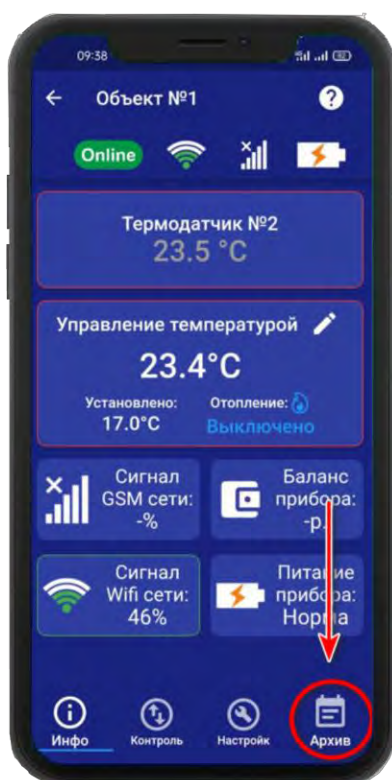 09:38
Объект №1
Online
Термодатчик №2
23.5 °C
Управление температурой
23.4°C
Установлено:
17.0°C
Отопление:
Выключено
Сигнал
GSM сети:
-%
Баланс
прибора:
-р.
Сигнал
Wifi сети:
46%
Питание
прибора:
Норма
Инфо
Контроль
Настройк
Архив